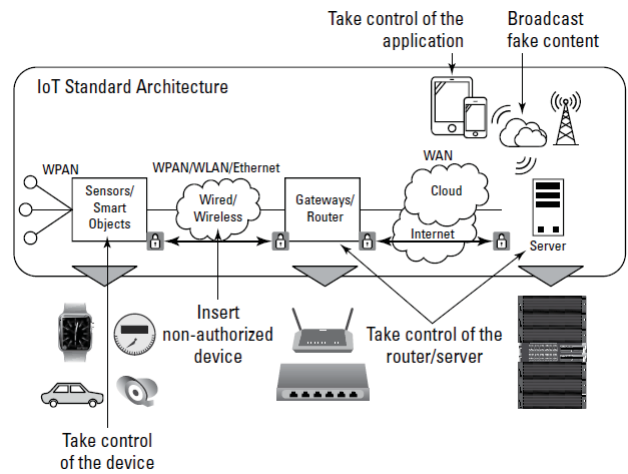 Take control of the
application
Broadcast
fake content
IoT Standard Architecture
WPAN
Sensors/
Smart
Objects
WPAN/WLAN/Ethernet
Wired/
Wireless
Gateways/
Router
WAN
Cloud
Internet
Server
Insert
non-authorized
device
Take control of the
router/server
Take control
of the device